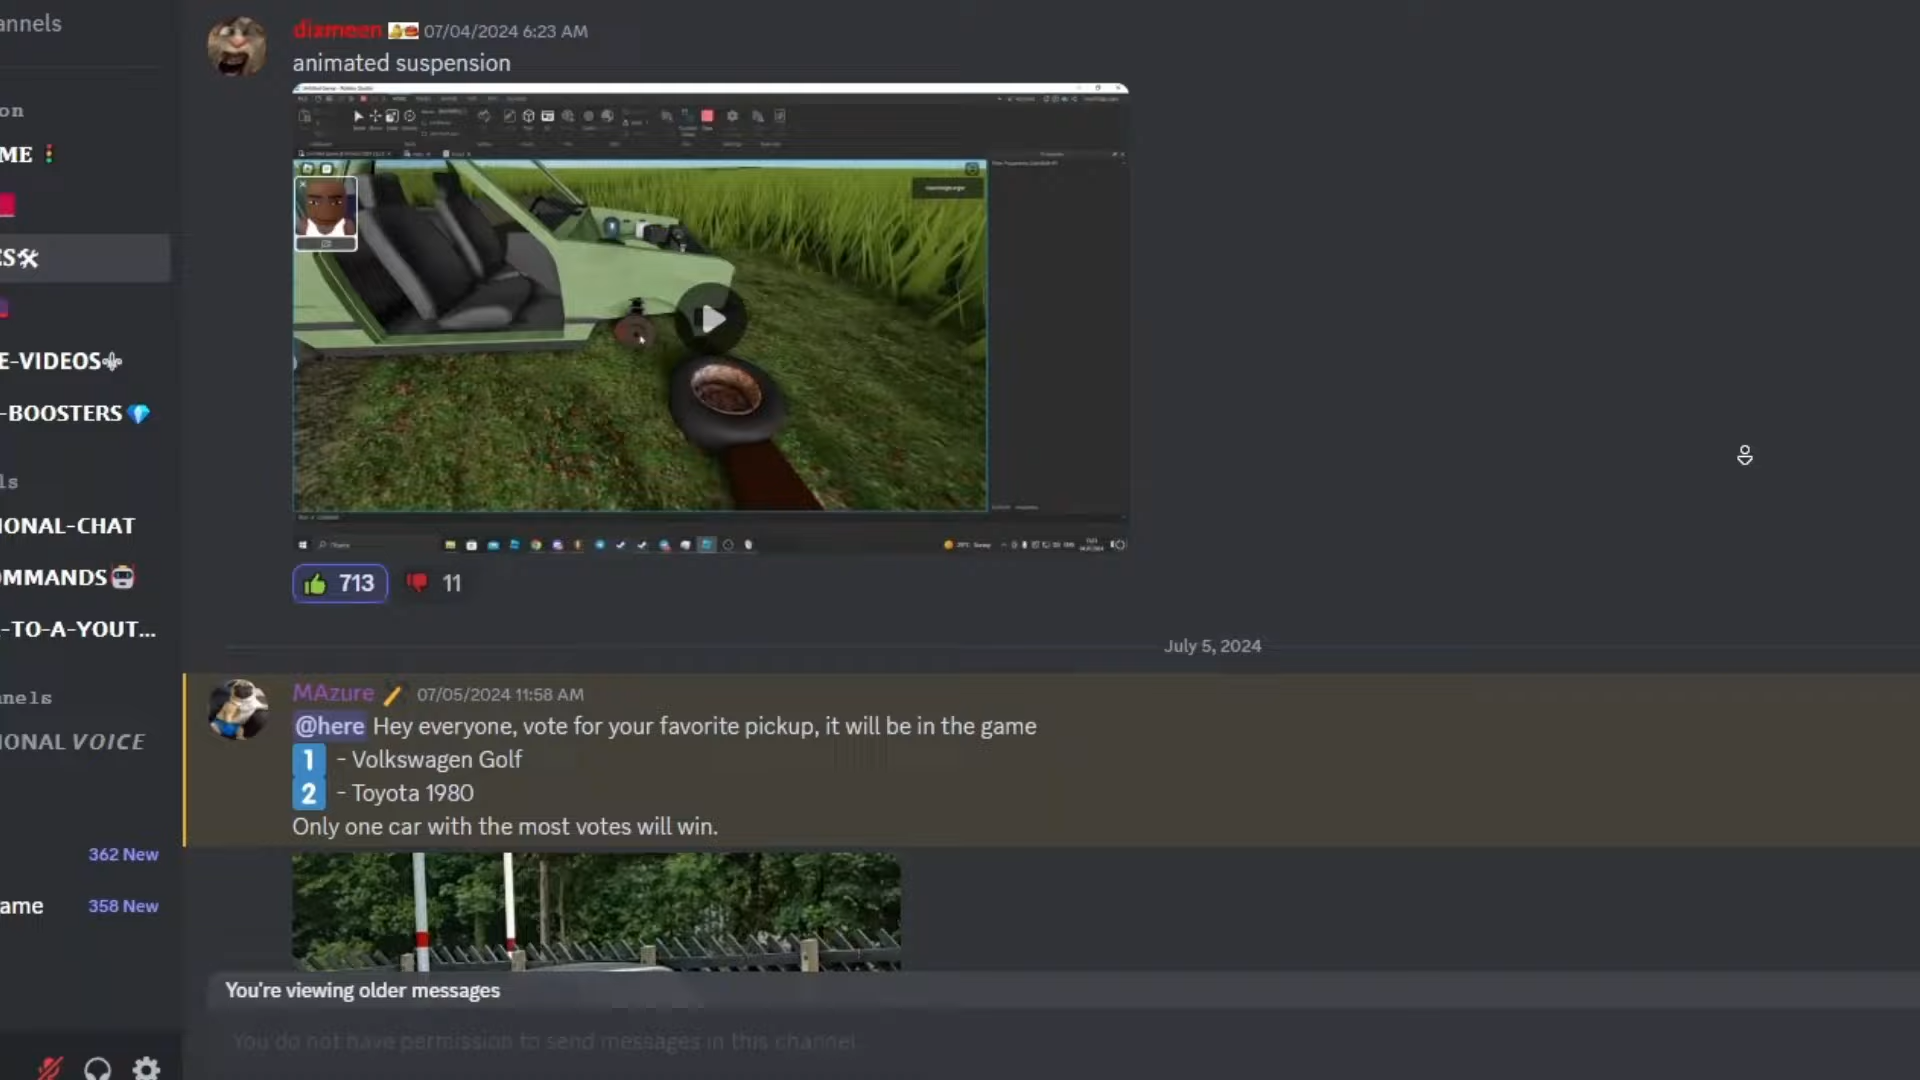 annels
on
ME
ES
E-VIDEOS
-BOOSTERS
ls
IONAL-CHAT
OMMANDS
-TO-A-YOUT...
nels
IONAL VOICE
362 New
ame 358 New
dixmeen 07/04/2024 6:23 AM
animated suspension
713 11
July 5, 2024
MAzure 07/05/2024 11:58 AM
@here Hey everyone, vote for your favorite pickup, it will be in the game
1 - Volkswagen Golf
2 - Toyota 1980
Only one car with the most votes will win.
You're viewing older messages
You do not have permission to send messages in this channel.